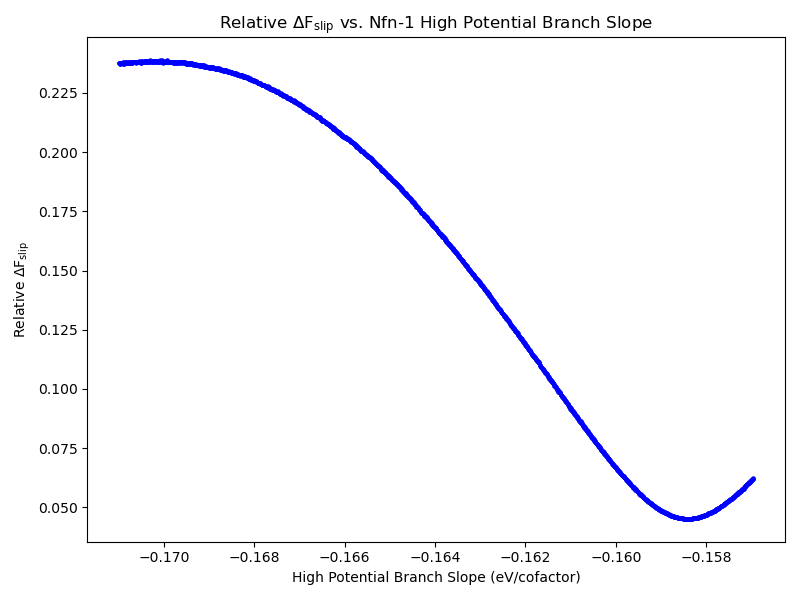 Relative ΔF_slip vs. Nfn-1 High Potential Branch Slope
Relative ΔF_slip
0.225
0.200
0.175
0.150
0.125
0.100
0.075
0.050
−0.170 −0.168 −0.166 −0.164 −0.162 −0.160 −0.158
High Potential Branch Slope (eV/cofactor)